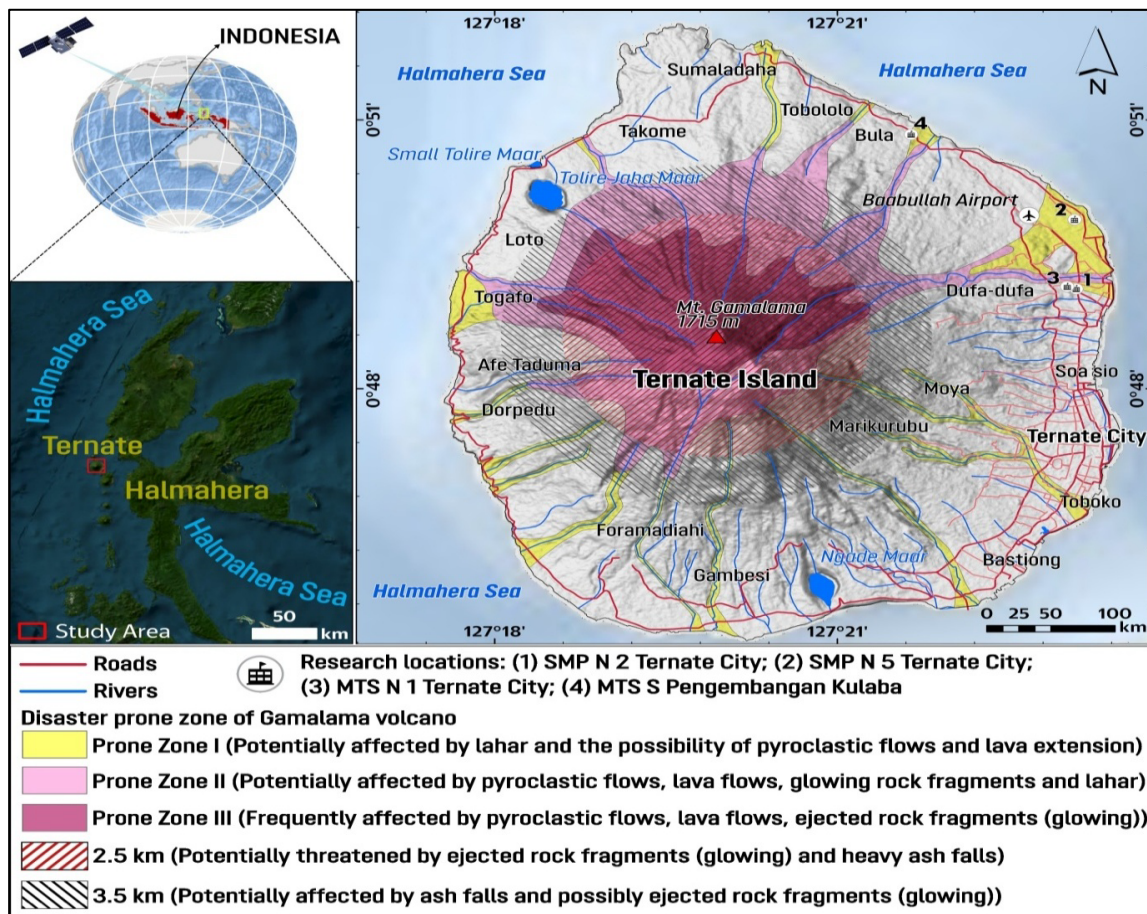 INDONESIA
Halmahera Sea
Ternate
Halmahera
Halmahera Sea
50
km
Study Area
127°18'
127°21'
0°51'
0°48'
Halmahera Sea
Halmahera Sea
N
Sumaladaha
Tobololo
Takome
Bula
4
Small Tolire Maar
Tolire Jaha Maar
Baabullah Airport
2
Loto
3
1
Togafo
Dufa-dufa
Mt. Gamalama
1715 m
Afe Taduma
Ternate Island
Soa sio
Moya
Dorpedu
Marikurubu
Ternate City
Toboko
Foramadiahi
Bastiong
Ngade Maar
Gambesi
Halmahera Sea
0 25 50 100
km
127°18'
127°21'
Roads
Rivers
Research locations: (1) SMP N 2 Ternate City; (2) SMP N 5 Ternate City;
(3) MTS N 1 Ternate City; (4) MTS S Pengembangan Kulaba
Disaster prone zone of Gamalama volcano
Prone Zone I (Potentially affected by lahar and the possibility of pyroclastic flows and lava extension)
Prone Zone II (Potentially affected by pyroclastic flows, lava flows, glowing rock fragments and lahar)
Prone Zone III (Frequently affected by pyroclastic flows, lava flows, ejected rock fragments (glowing))
2.5 km (Potentially threatened by ejected rock fragments (glowing) and heavy ash falls)
3.5 km (Potentially affected by ash falls and possibly ejected rock fragments (glowing))